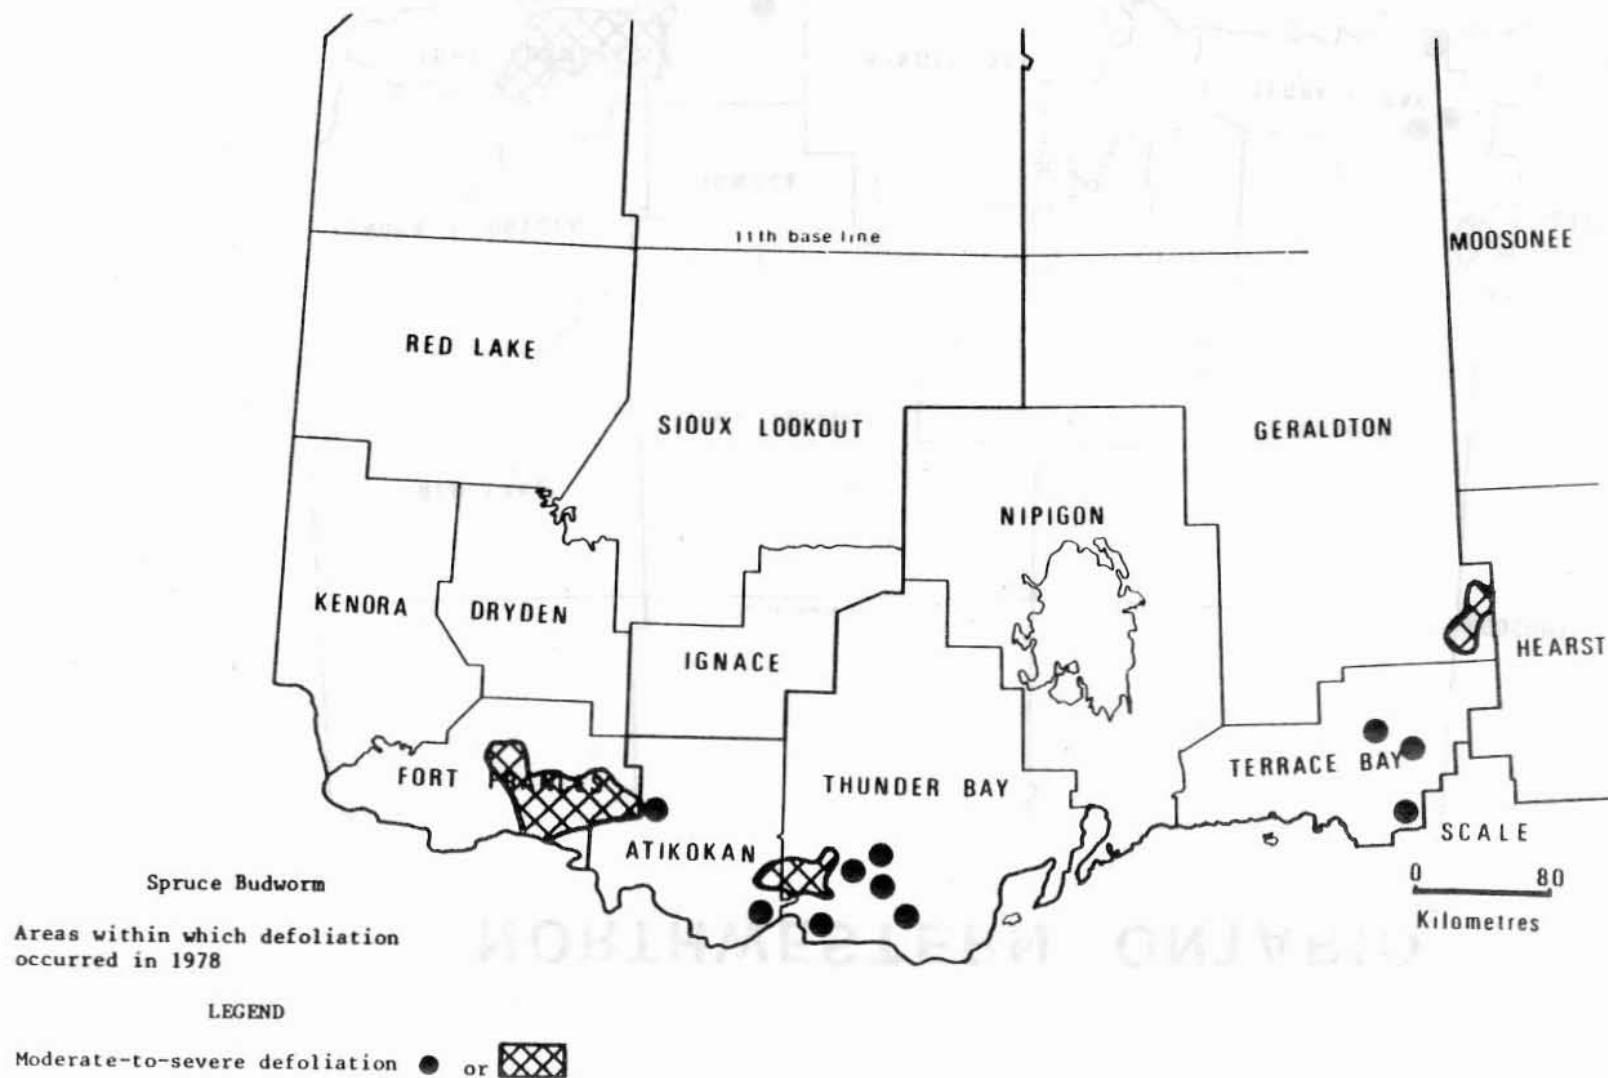 11th base line
MOOSONEE
RED LAKE
SIOUX LOOKOUT
GERALDTON
NIPIGON
KENORA
DRYDEN
IGNACE
HEARST
FORT
THUNDER BAY
TERRACE BAY
ATIKOKAN
SCALE
0 80
Kilometres
Spruce Budworm
Areas within which defoliation
occurred in 1978
LEGEND
Moderate-to-severe defoliation
or
NORTHWESTERN ONTARIO